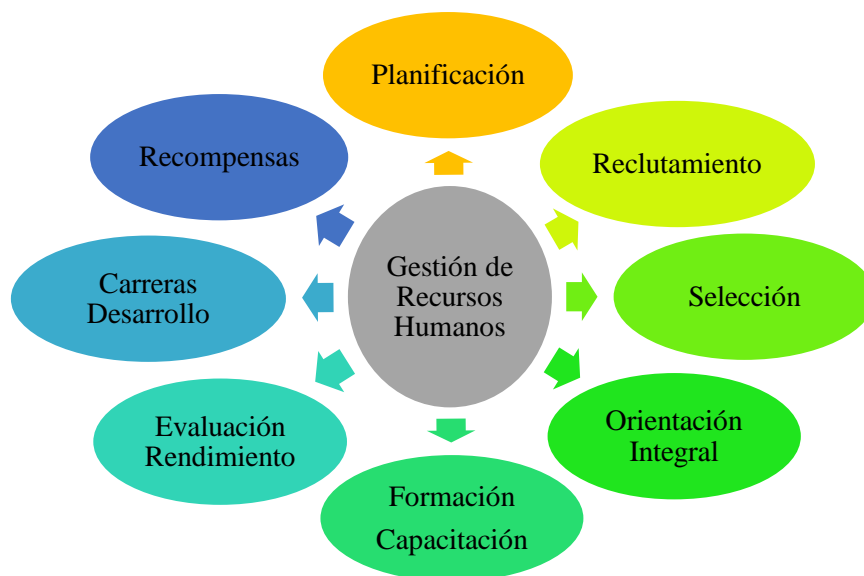 Planificación
Reclutamiento
Selección
Orientación
Integral
Formación
Capacitación
Evaluación
Rendimiento
Carreras
Desarrollo
Recompensas
Gestión de
Recursos
Humanos